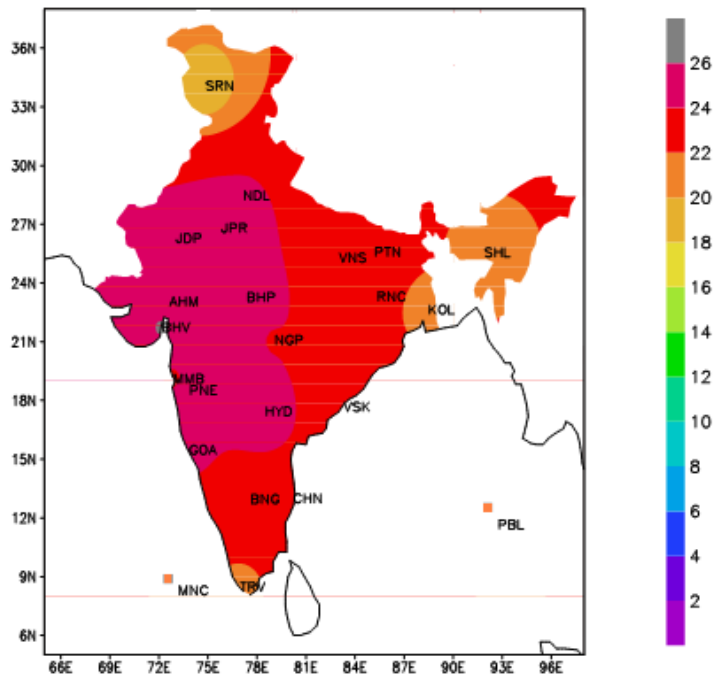 36N
33N
30N
27N
24N
21N
18N
15N
12N
9N
6N
66E 69E 72E 75E 78E 81E 84E 87E 90E 93E 96E
SRN
NDL
JPR
JDP
PTN
VNS
SHL
AHM
BHP
RNC
KOL
BHV
NGP
MMB
PNE
HYD
VSK
GOA
BNG
CHN
PBL
MNC
TRV
26
24
22
20
18
16
14
12
10
8
6
4
2